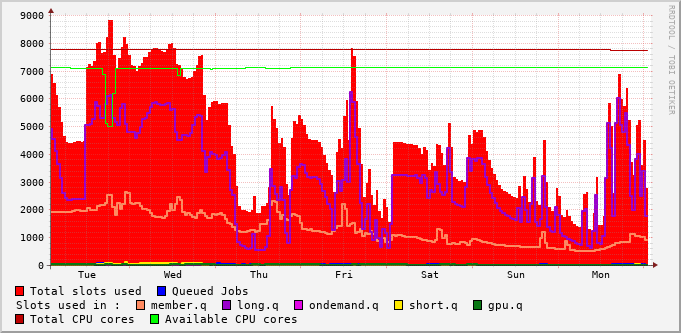 9000
8000
7000
6000
5000
4000
3000
2000
1000
0
Tue Wed Thu Fri Sat Sun Mon
RRDTOOL / TOBI OETIKER
Total slots used Queued Jobs
Slots used in : member.q long.q ondemand.q short.q gpu.q
Total CPU cores Available CPU cores